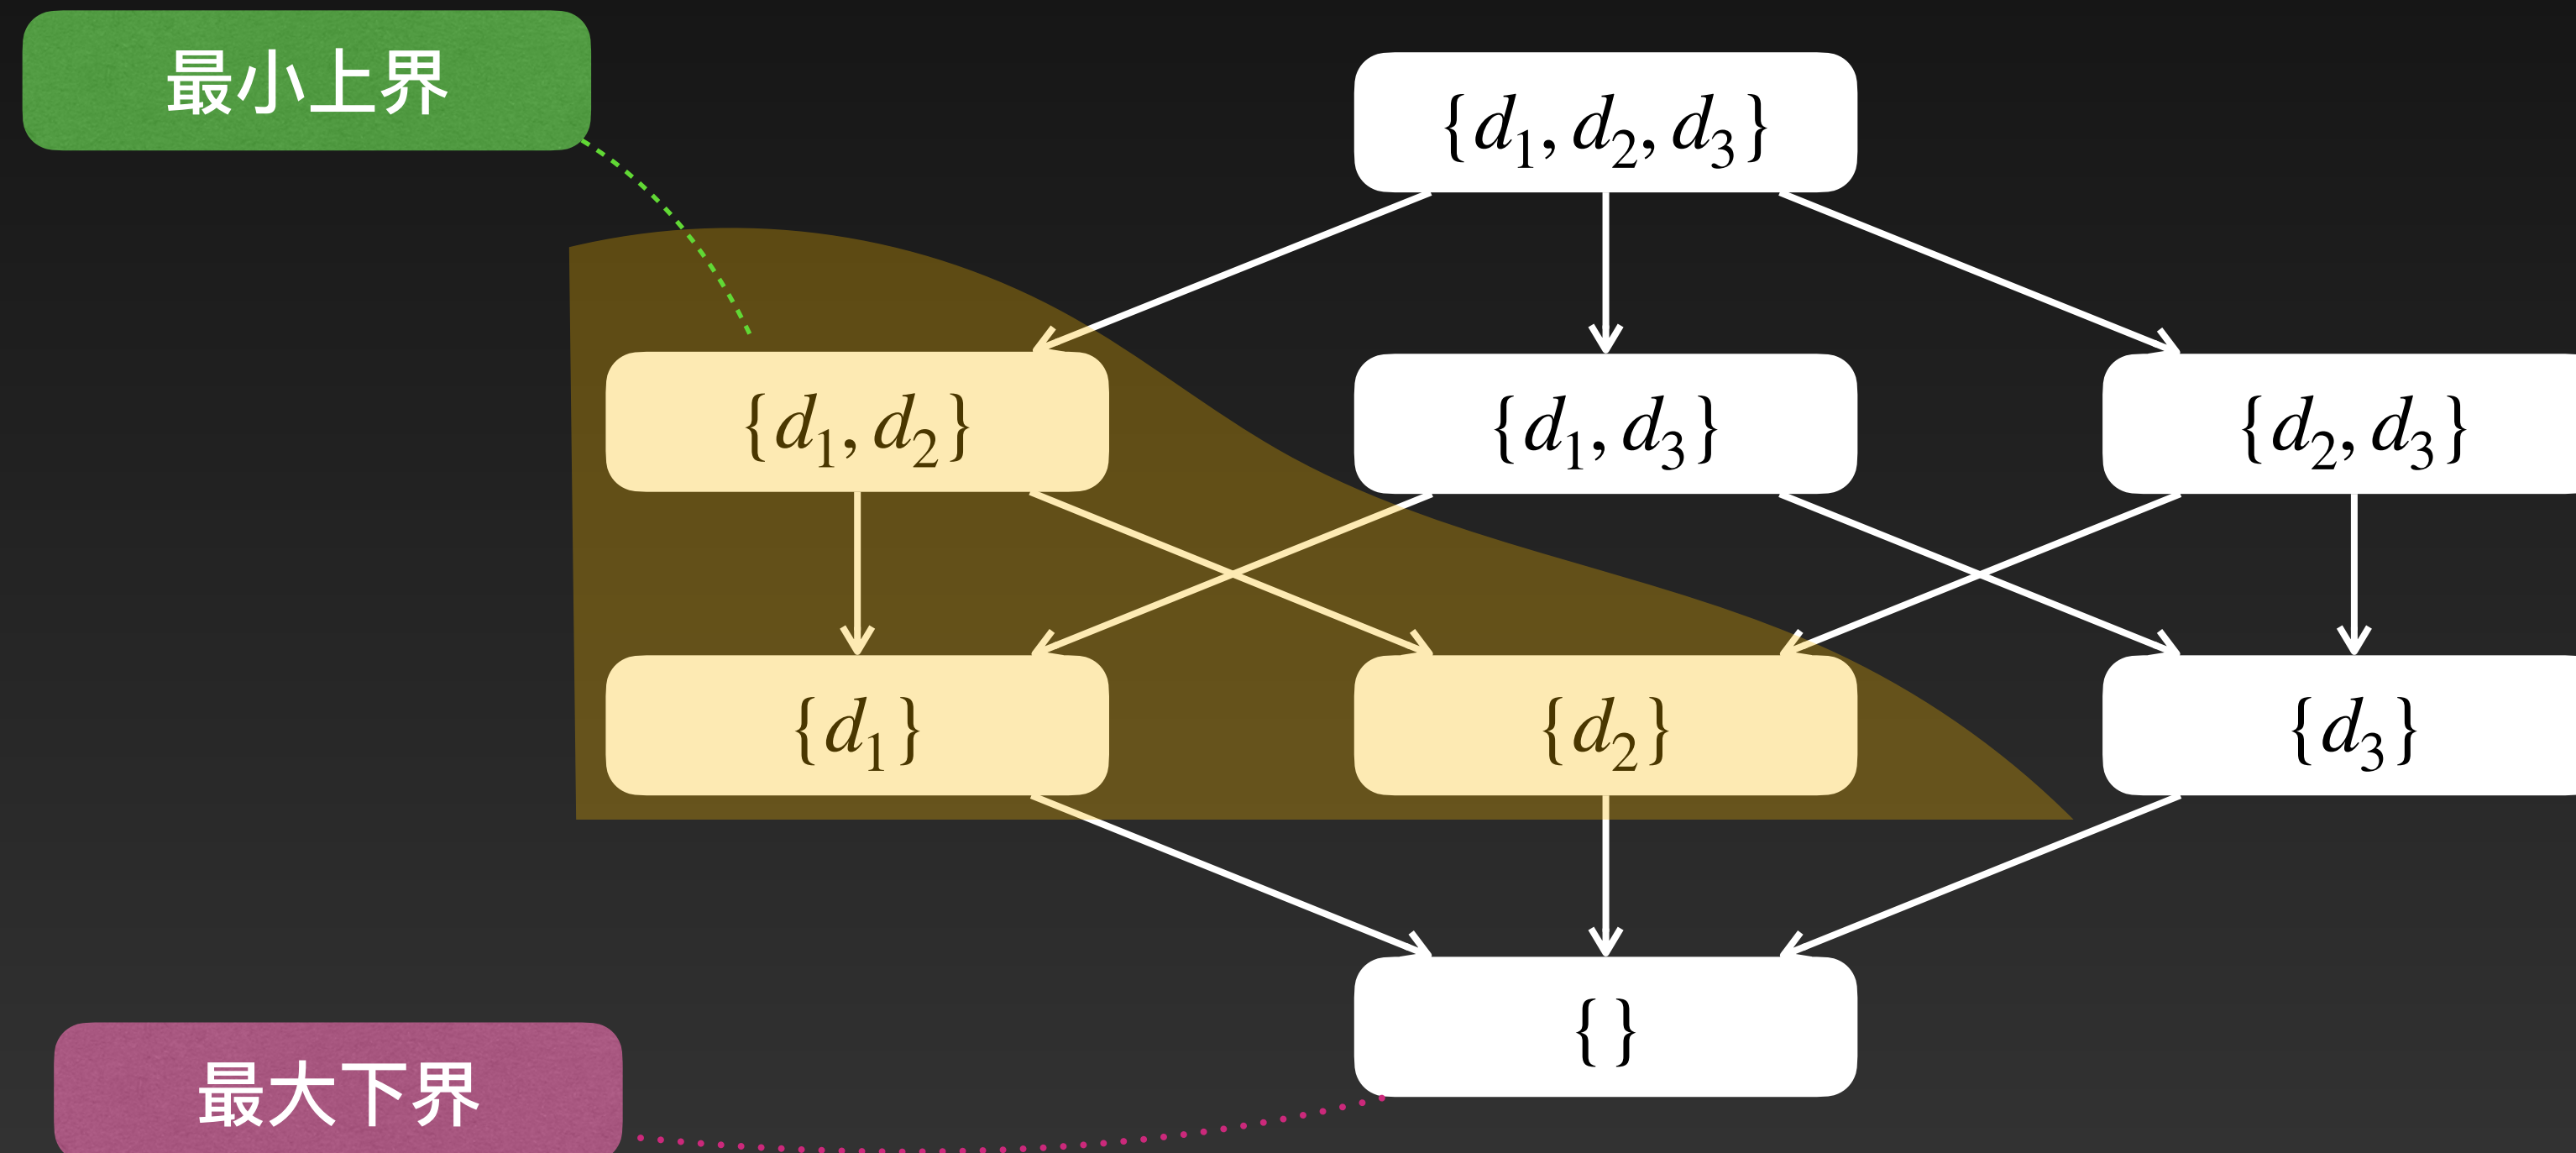 最小上界
{d₁, d₂, d₃}
{d₁, d₂}
{d₁, d₃}
{d₂, d₃}
{d₁}
{d₂}
{d₃}
{}
最大下界